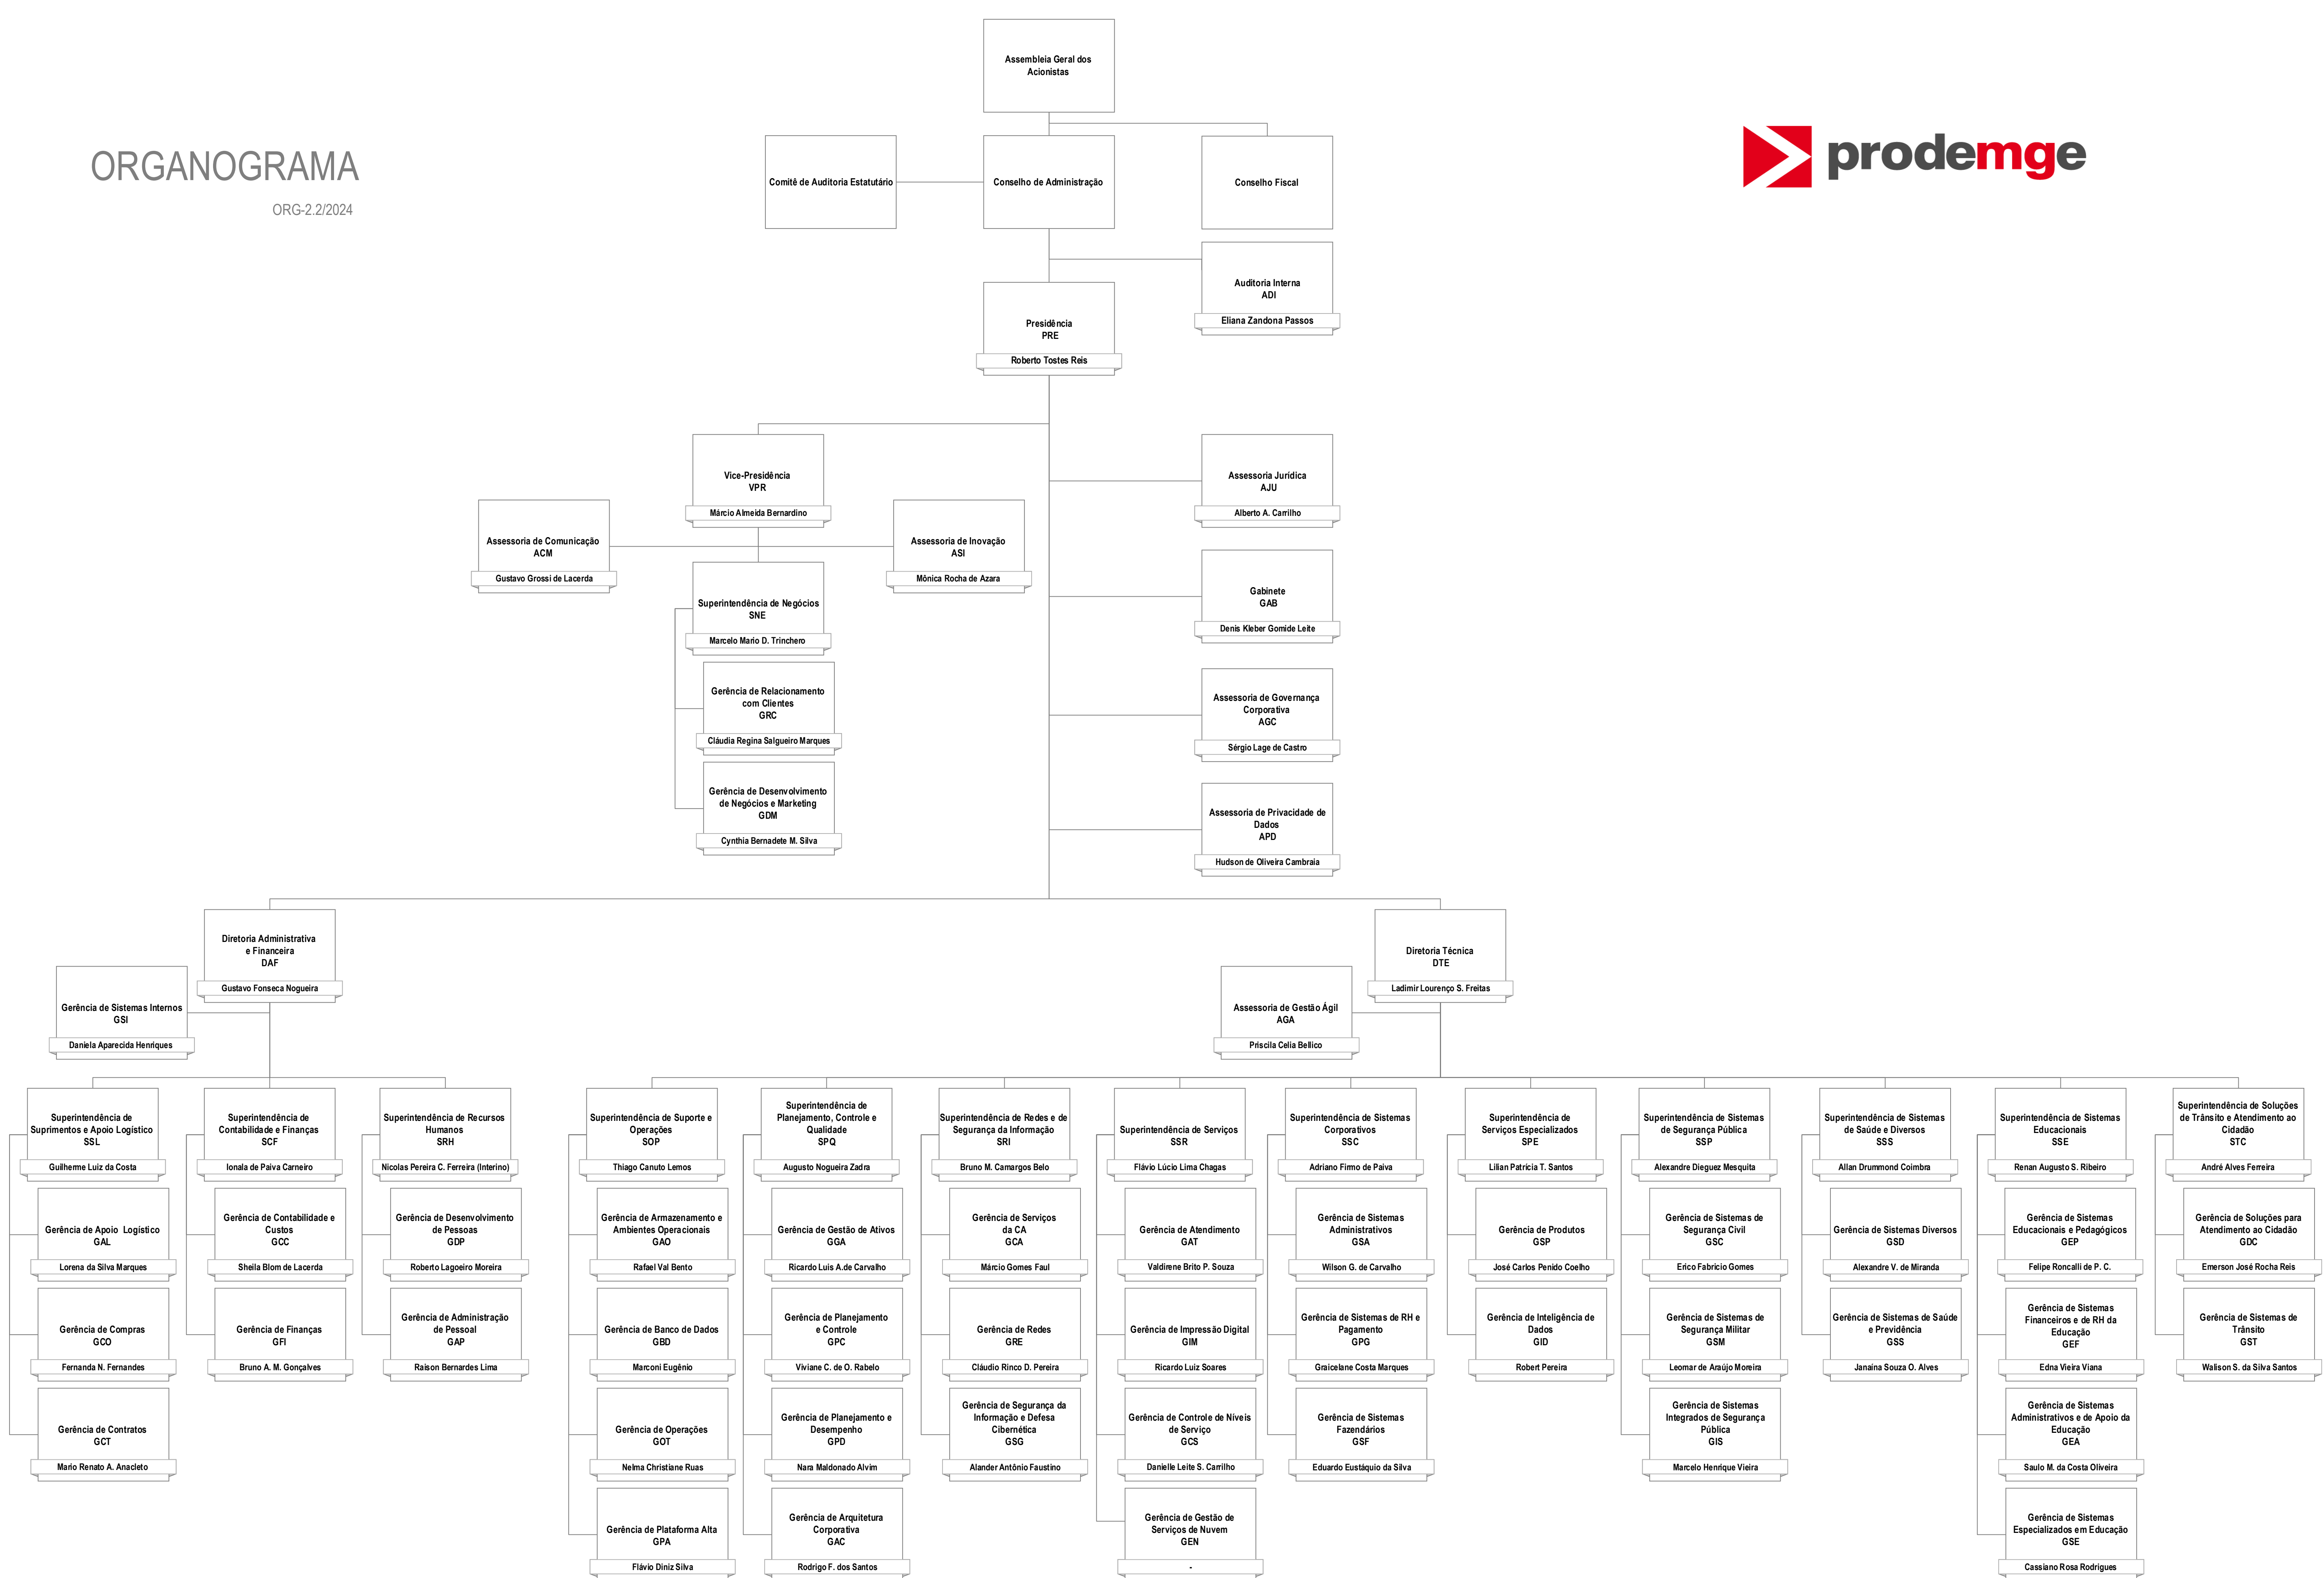 Assembleia Geral dos
Acionistas
ORGANOGRAMA
ORG-2.2/2024
Comitê de Auditoria Estatutário
Conselho de Administração
Conselho Fiscal
prodemge
Auditoria Interna
ADI
Eliana Zandona Passos
Presidência
PRE
Roberto Tostes Reis
Vice-Presidência
VPR
Márcio Almeida Bernardino
Assessoria Jurídica
AJU
Alberto A. Carrilho
Assessoria de Comunicação
ACM
Gustavo Grossi de Lacerda
Assessoria de Inovação
ASI
Mônica Rocha de Azara
Gabinete
GAB
Denis Kleber Gomide Leite
Superintendência de Negócios
SNE
Marcelo Mario D. Trinchero
Gerência de Relacionamento
com Clientes
GRC
Cláudia Regina Salgueiro Marques
Assessoria de Governança
Corporativa
AGC
Sérgio Lage de Castro
Gerência de Desenvolvimento
de Negócios e Marketing
GDM
Cynthia Bernadete M. Silva
Assessoria de Privacidade de
Dados
APD
Hudson de Oliveira Cambraia
Diretoria Administrativa
e Financeira
DAF
Gustavo Fonseca Nogueira
Diretoria Técnica
DTE
Ladimir Lourenço S. Freitas
Gerência de Sistemas Internos
GSI
Daniela Aparecida Henriques
Assessoria de Gestão Ágil
AGA
Priscila Celia Bellico
Superintendência de
Suprimentos e Apoio Logístico
SSL
Guilherme Luiz da Costa
Gerência de Apoio  Logístico
GAL
Lorena da Silva Marques
Gerência de Compras
GCO
Fernanda N. Fernandes
Gerência de Contratos
GCT
Mario Renato A. Anacleto
Superintendência de
Contabilidade e Finanças
SCF
Ionala de Paiva Carneiro
Gerência de Contabilidade e
Custos
GCC
Sheila Blom de Lacerda
Gerência de Finanças
GFI
Bruno A. M. Gonçalves
Superintendência de Recursos
Humanos
SRH
Nicolas Pereira C. Ferreira (Interino)
Gerência de Desenvolvimento
de Pessoas
GDP
Roberto Lagoeiro Moreira
Gerência de Administração
de Pessoal
GAP
Raison Bernardes Lima
Superintendência de Suporte e
Operações
SOP
Thiago Canuto Lemos
Gerência de Armazenamento e
Ambientes Operacionais
GAO
Rafael Val Bento
Gerência de Banco de Dados
GBD
Marconi Eugênio
Gerência de Operações
GOT
Nelma Christiane Ruas
Gerência de Plataforma Alta
GPA
Flávio Diniz Silva
Superintendência de
Planejamento, Controle e
Qualidade
SPQ
Augusto Nogueira Zadra
Gerência de Gestão de Ativos
GGA
Ricardo Luis A.de Carvalho
Gerência de Planejamento
e Controle
GPC
Viviane C. de O. Rabelo
Gerência de Planejamento e
Desempenho
GPD
Nara Maldonado Alvim
Gerência de Arquitetura
Corporativa
GAC
Rodrigo F. dos Santos
Superintendência de Redes e de
Segurança da Informação
SRI
Bruno M. Camargos Belo
Gerência de Serviços
da CA
GCA
Márcio Gomes Faul
Gerência de Redes
GRE
Cláudio Rinco D. Pereira
Gerência de Segurança da
Informação e Defesa
Cibernética
GSG
Alander Antônio Faustino
Superintendência de Serviços
SSR
Flávio Lúcio Lima Chagas
Gerência de Atendimento
GAT
Valdirene Brito P. Souza
Gerência de Impressão Digital
GIM
Ricardo Luiz Soares
Gerência de Controle de Níveis
de Serviço
GCS
Danielle Leite S. Carrilho
Gerência de Gestão de
Serviços de Nuvem
GEN
-
Superintendência de Sistemas
Corporativos
SSC
Adriano Firmo de Paiva
Gerência de Sistemas
Administrativos
GSA
Wilson G. de Carvalho
Gerência de Sistemas de RH e
Pagamento
GPG
Graicelane Costa Marques
Gerência de Sistemas
Fazendários
GSF
Eduardo Eustáquio da Silva
Superintendência de
Serviços Especializados
SPE
Lilian Patrícia T. Santos
Gerência de Produtos
GSP
José Carlos Penido Coelho
Gerência de Inteligência de
Dados
GID
Robert Pereira
Superintendência de Sistemas
de Segurança Pública
SSP
Alexandre Dieguez Mesquita
Gerência de Sistemas de
Segurança Civil
GSC
Erico Fabricio Gomes
Gerência de Sistemas de
Segurança Militar
GSM
Leomar de Araújo Moreira
Gerência de Sistemas
Integrados de Segurança
Pública
GIS
Marcelo Henrique Vieira
Superintendência de Sistemas
de Saúde e Diversos
SSS
Allan Drummond Coimbra
Gerência de Sistemas Diversos
GSD
Alexandre V. de Miranda
Gerência de Sistemas de Saúde
e Previdência
GSS
Janaína Souza O. Alves
Superintendência de Sistemas
Educacionais
SSE
Renan Augusto S. Ribeiro
Gerência de Sistemas
Educacionais e Pedagógicos
GEP
Felipe Roncalli de P. C.
Gerência de Sistemas
Financeiros e de RH da
Educação
GEF
Edna Vieira Viana
Gerência de Sistemas
Administrativos e de Apoio da
Educação
GEA
Saulo M. da Costa Oliveira
Gerência de Sistemas
Especializados em Educação
GSE
Cassiano Rosa Rodrigues
Superintendência de Soluções
de Trânsito e Atendimento ao
Cidadão
STC
André Alves Ferreira
Gerência de Soluções para
Atendimento ao Cidadão
GDC
Emerson José Rocha Reis
Gerência de Sistemas de
Trânsito
GST
Walison S. da Silva Santos